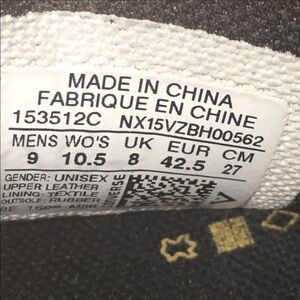 MADE IN CHINA
FABRIQUE EN CHINE
153512C NX15VZBH00562
MENS WO'S UK EUR CM
9 10.5 8 42.5 27
GENDER: UNISEX
UPPER: LEATHER
LINING: TEXTILE
OUTSOLE: RUBBER
CONVERSE